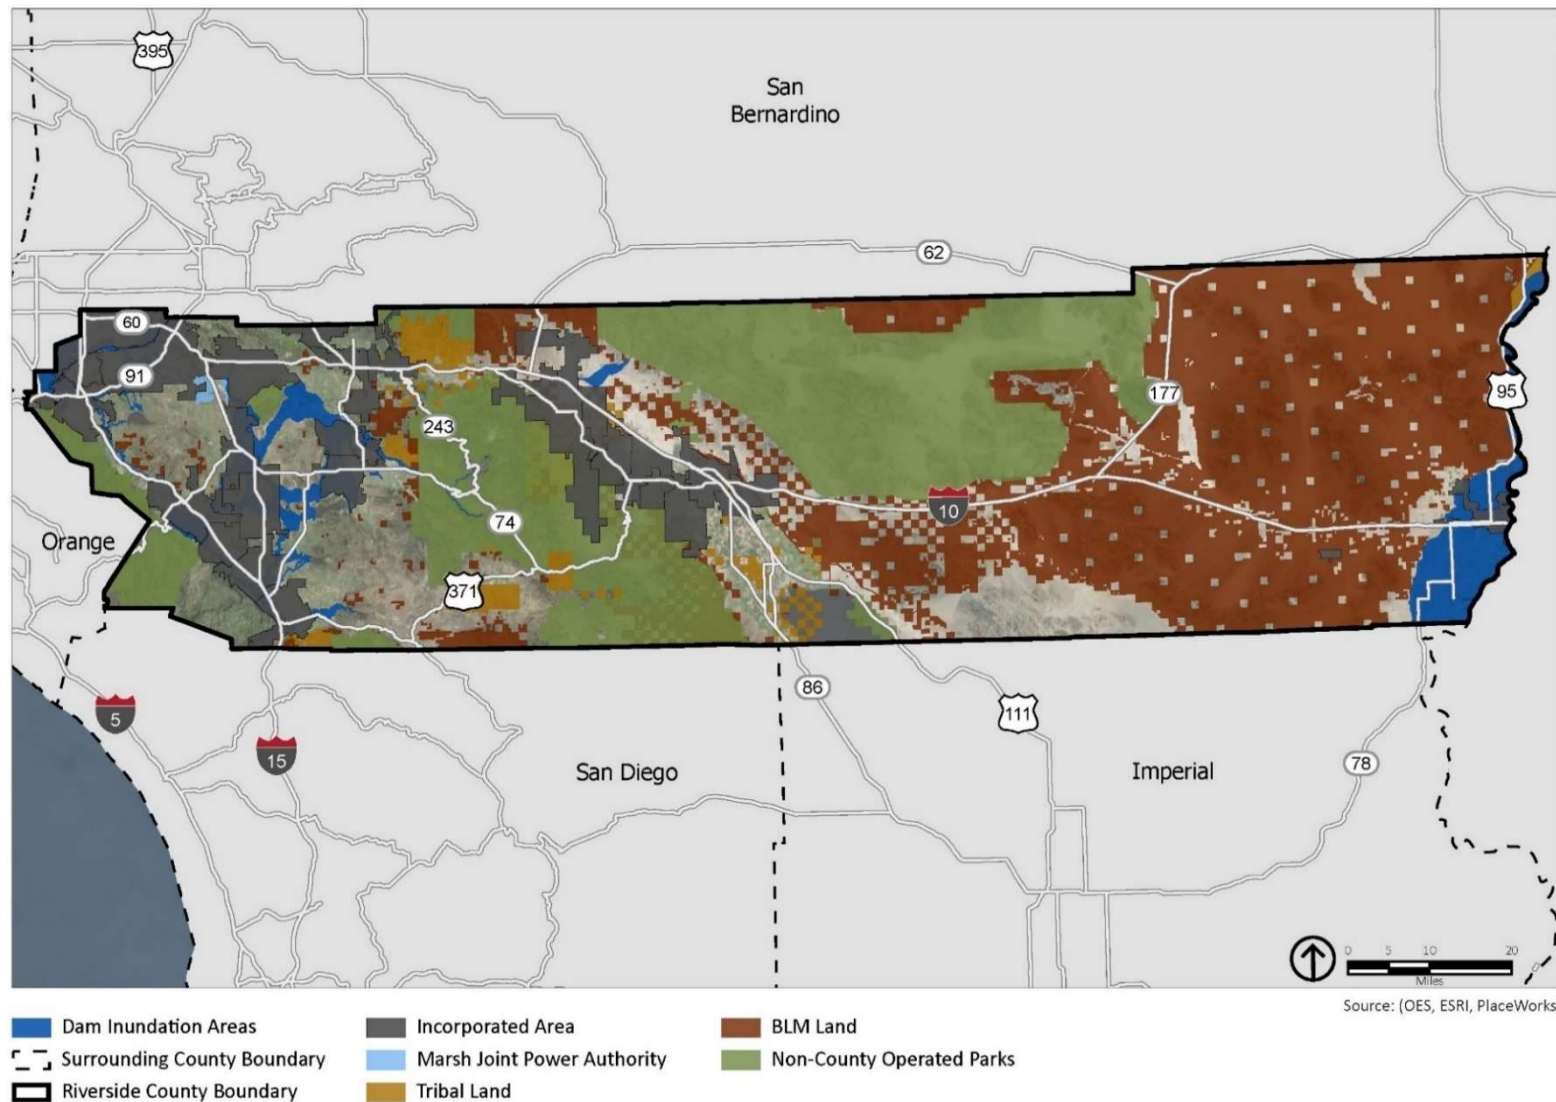 395
San
Bernardino
62
60
91
177
95
243
10
74
Orange
371
86
111
5
15
San Diego
Imperial
78
0 5 10 20
Miles
Source: (OES, ESRI, PlaceWorks
Dam Inundation Areas
Surrounding County Boundary
Riverside County Boundary
Incorporated Area
Marsh Joint Power Authority
Tribal Land
BLM Land
Non-County Operated Parks